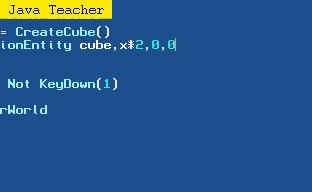 Java Teacher
= CreateCube()
ionEntity cube,x*2,0,0
Not KeyDown(1)
rWorld